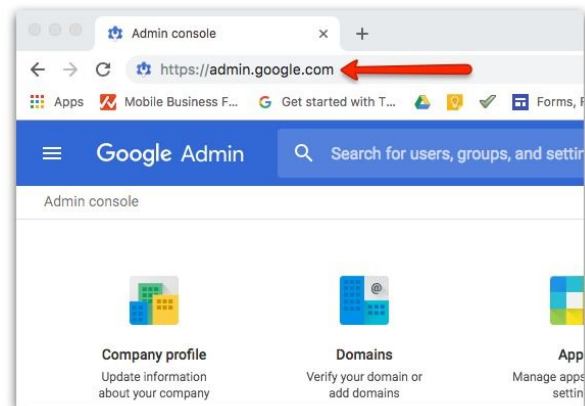 Admin console
https://admin.google.com
Apps Mobile Business F... Get started with T... Forms,
Google Admin Search for users, groups, and settin
Admin console
Company profile
Update information
about your company
Domains
Verify your domain or
add domains
App
Manage apps
settin